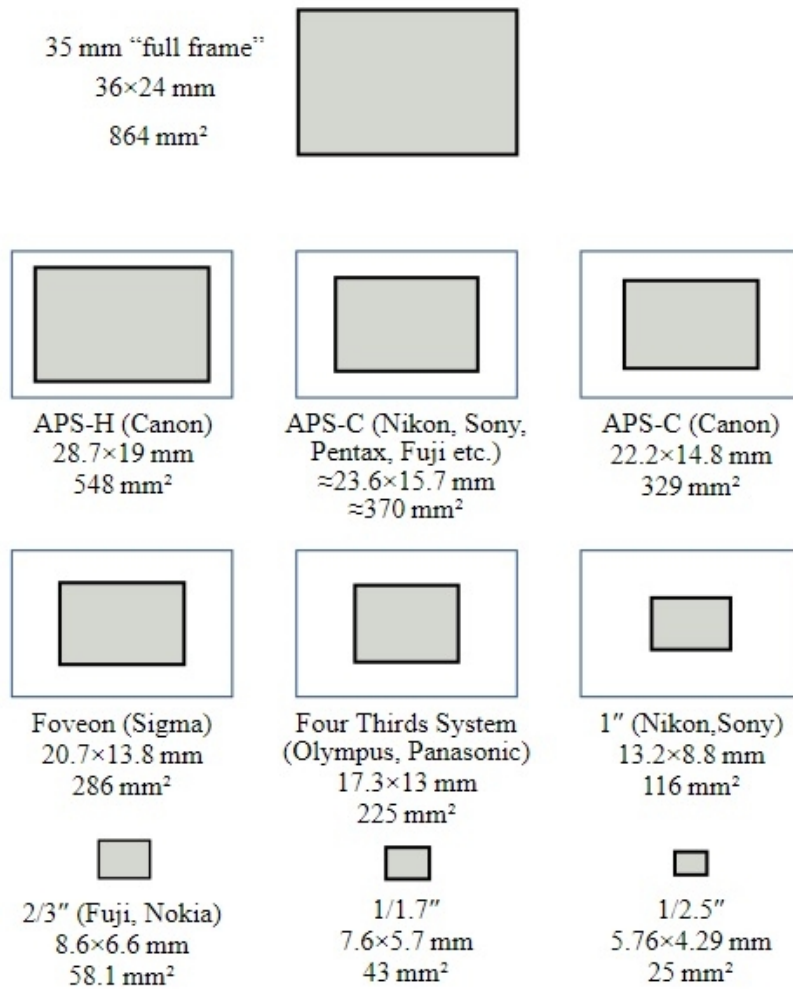 35 mm “full frame”
36×24 mm
864 mm²
APS-H (Canon)
28.7×19 mm
548 mm²
APS-C (Nikon, Sony,
Pentax, Fuji etc.)
≈23.6×15.7 mm
≈370 mm²
APS-C (Canon)
22.2×14.8 mm
329 mm²
Foveon (Sigma)
20.7×13.8 mm
286 mm²
Four Thirds System
(Olympus, Panasonic)
17.3×13 mm
225 mm²
1″ (Nikon,Sony)
13.2×8.8 mm
116 mm²
2/3″ (Fuji, Nokia)
8.6×6.6 mm
58.1 mm²
1/1.7″
7.6×5.7 mm
43 mm²
1/2.5″
5.76×4.29 mm
25 mm²